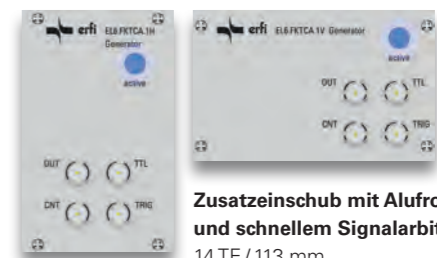 erfi EL6.FKTCA.1H
Generator
active
OUT TTL
CNT TRIG
erfi EL6.FKTCA.1V Generator
active
OUT TTL
CNT TRIG
Zusatzeinschub mit Alufro
und schnellem Signalarbit
14 TE / 113 mm